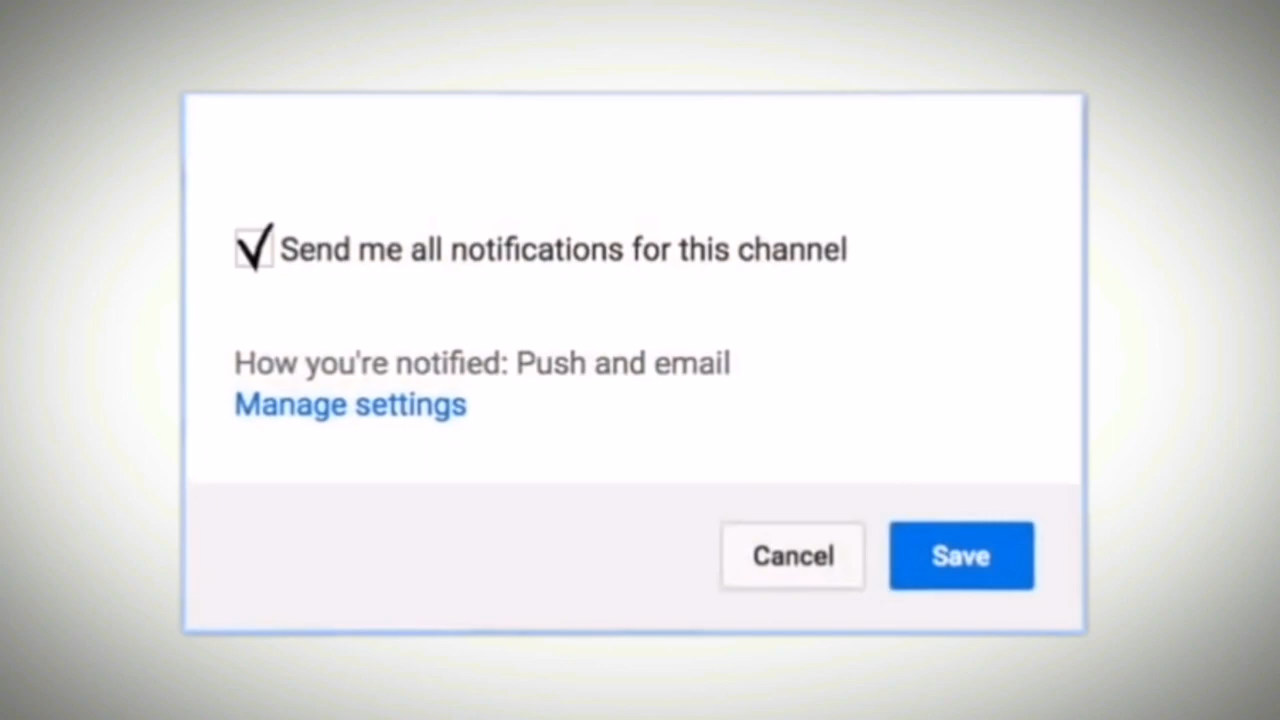 Send me all notifications for this channel
How you're notified: Push and email
Manage settings
Cancel
Save